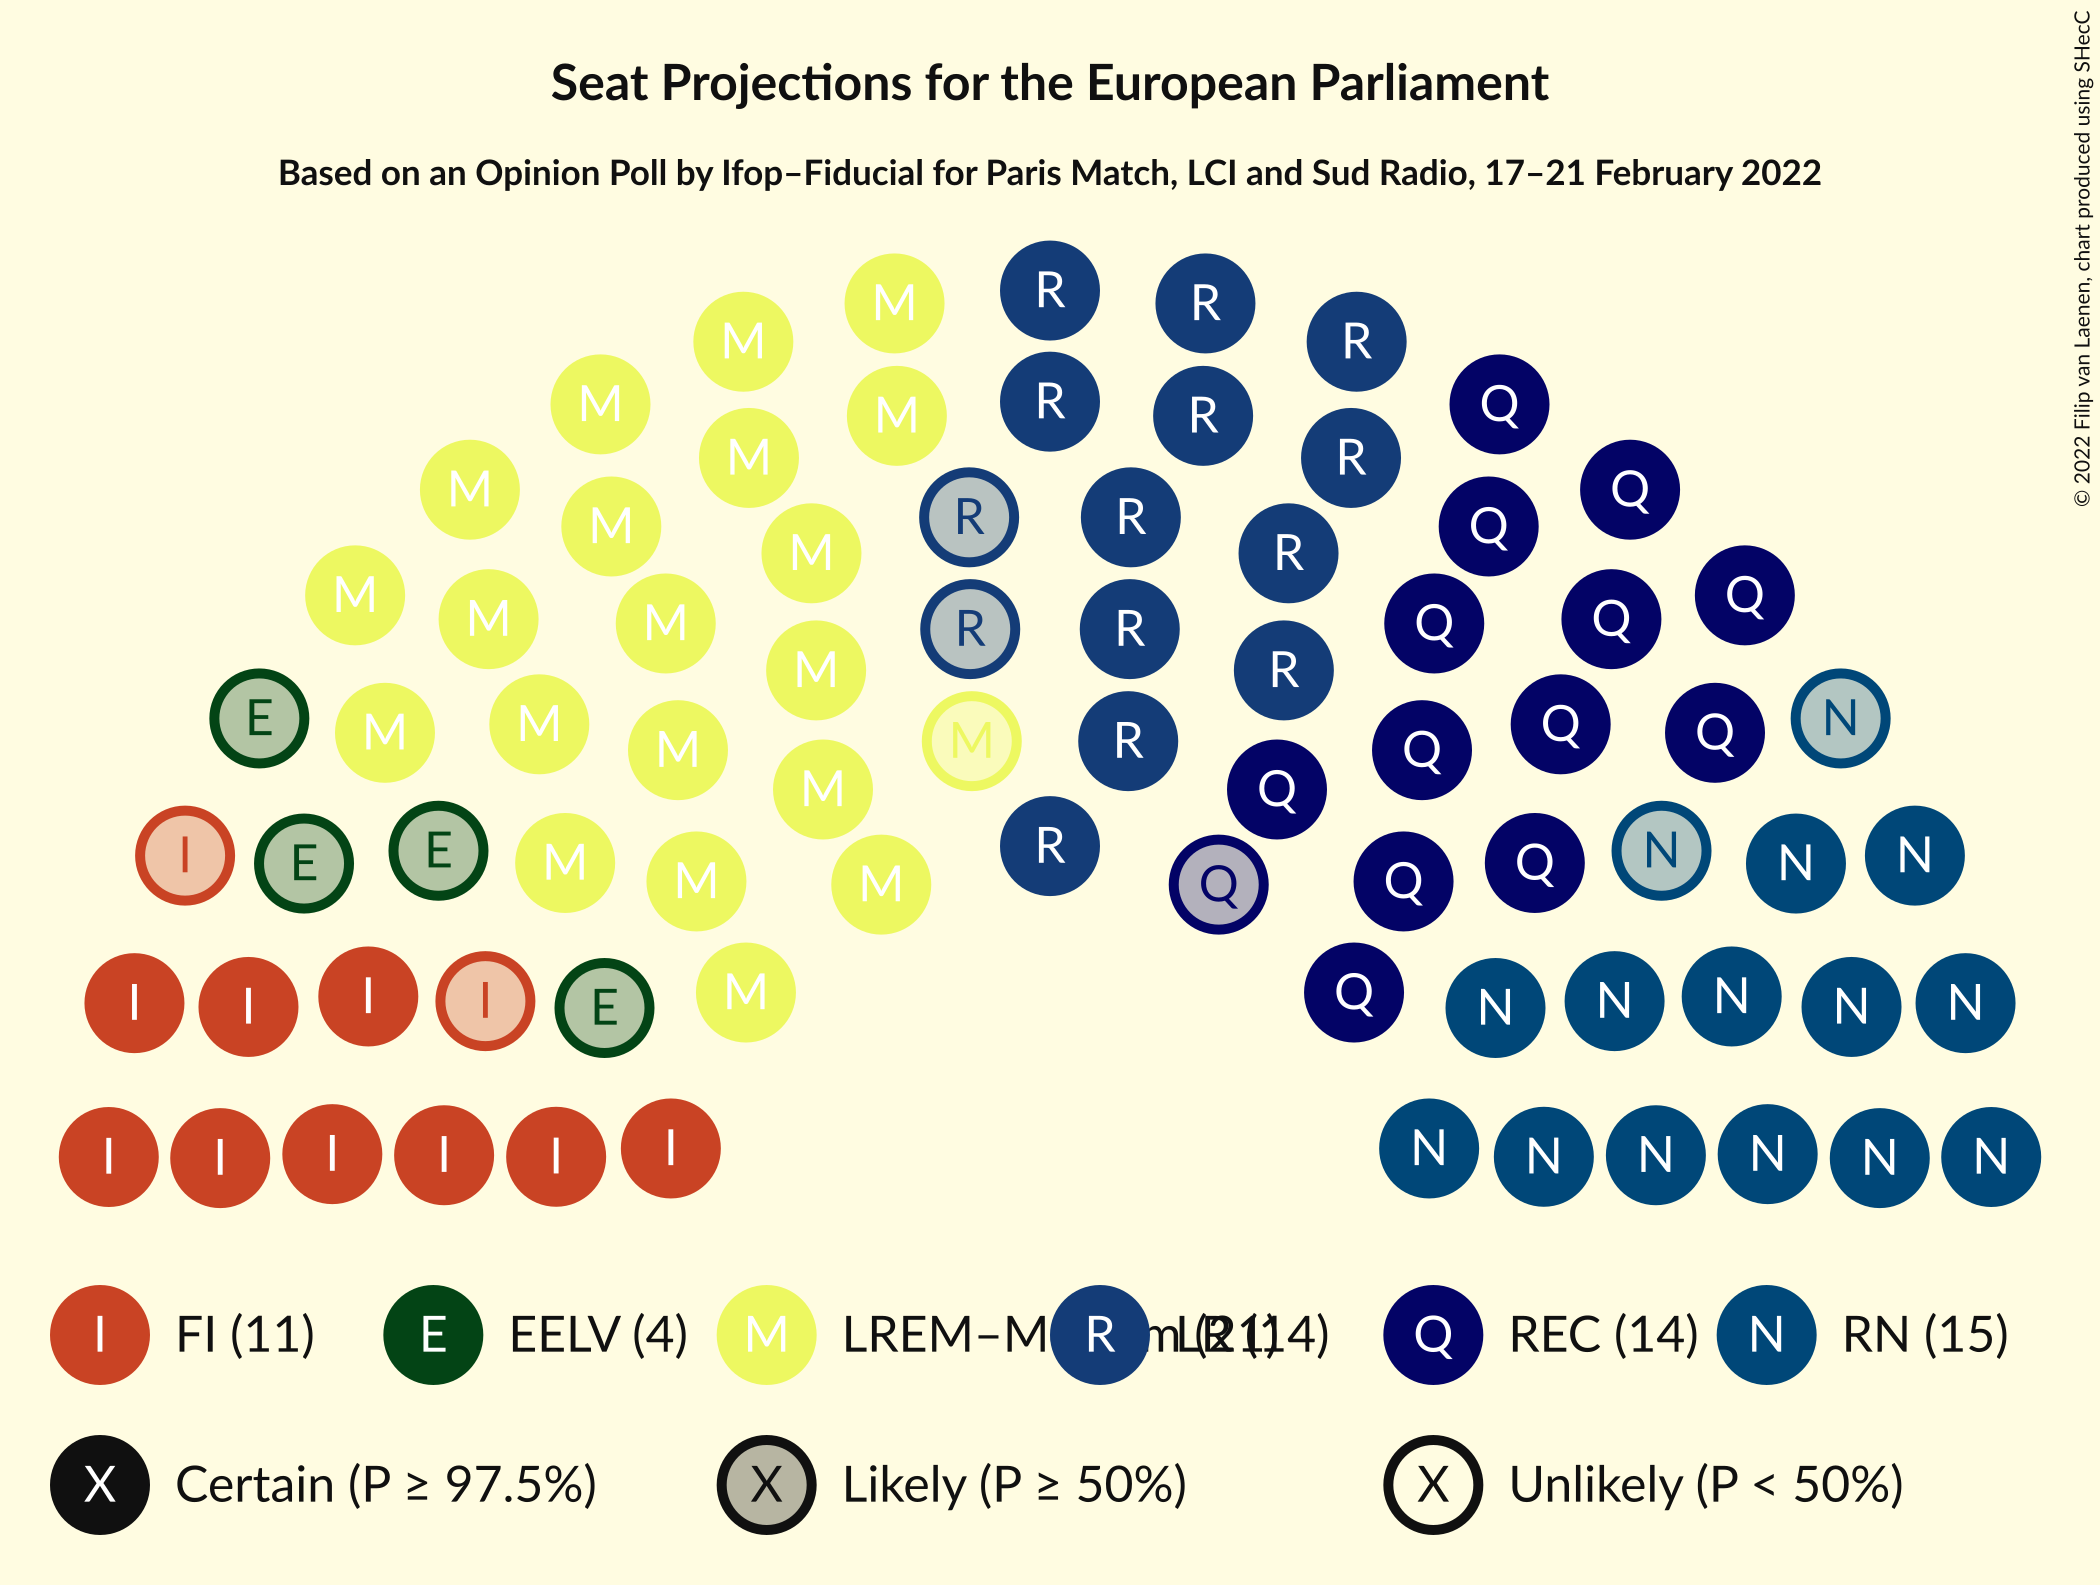 Seat Projections for the European Parliament
Based on an Opinion Poll by Ifop–Fiducial for Paris Match, LCI and Sud Radio, 17–21 February 2022
© 2022 Filip van Laenen, chart produced using SHecC
R
M R
M R
R
M Q
M R
M R
M Q
R R
M Q
M R
M Q
M Q
M Q
R R
M R
E N
M Q
M Q
M R
M Q
M Q
R
E N
I N
E N
M Q
M Q
M Q
M Q
I I I I E M Q N N N N N
I I I I I I N N N N N N
I FI (11) E EELV (4) M LREM–M R LR (14) Q REC (14) N RN (15)
X Certain (P ≥ 97.5%) X Likely (P ≥ 50%) X Unlikely (P < 50%)